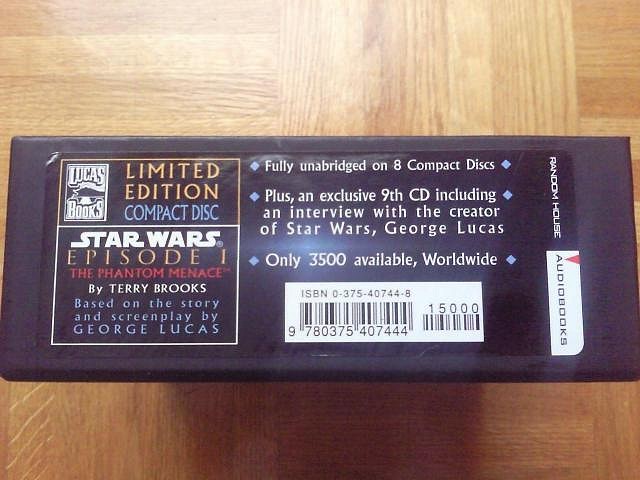 LUCAS
BOOKS
LIMITED
EDITION
COMPACT DISC
STAR WARS®
EPISODE I
THE PHANTOM MENACE™
By TERRY BROOKS
Based on the story
and screenplay by
GEORGE LUCAS
Fully unabridged on 8 Compact Discs
Plus, an exclusive 9th CD including
an interview with the creator
of Star Wars, George Lucas
Only 3500 available, Worldwide
ISBN 0-375-40744-8
15000
9 780375 407444
RANDOM HOUSE
AUDIOBOOKS